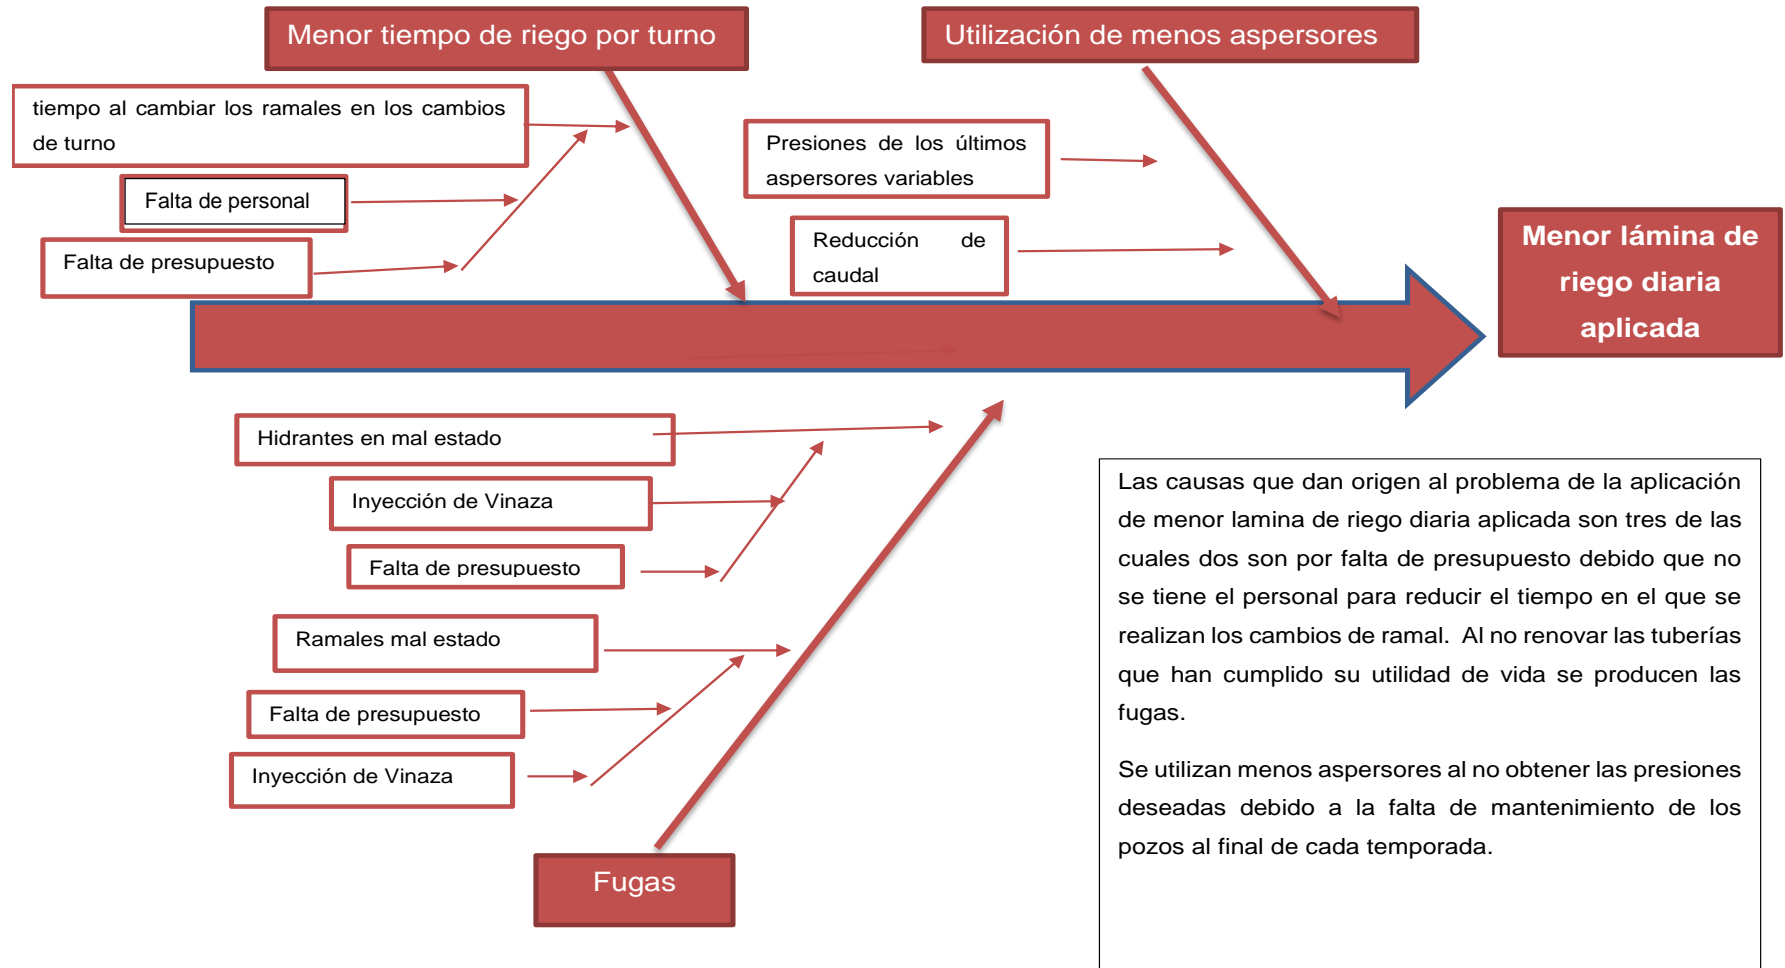 Menor tiempo de riego por turno
Utilización de menos aspersores
tiempo al cambiar los ramales en los cambios
de turno
Falta de personal
Falta de presupuesto
Presiones de los últimos
aspersores variables
Reducción de
caudal
Menor lámina de
riego diaria
aplicada
Hidrantes en mal estado
Inyección de Vinaza
Falta de presupuesto
Ramales mal estado
Falta de presupuesto
Inyección de Vinaza
Fugas
Las causas que dan origen al problema de la aplicación
de menor lamina de riego diaria aplicada son tres de las
cuales dos son por falta de presupuesto debido que no
se tiene el personal para reducir el tiempo en el que se
realizan los cambios de ramal. Al no renovar las tuberías
que han cumplido su utilidad de vida se producen las
fugas.
Se utilizan menos aspersores al no obtener las presiones
deseadas debido a la falta de mantenimiento de los
pozos al final de cada temporada.